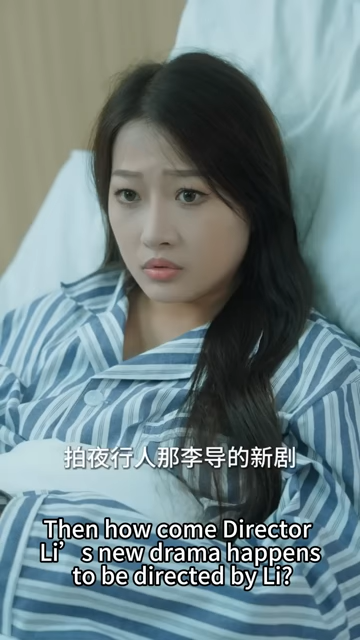 拍夜行人那李导的新剧
Then how come Director
Li's new drama happens
to be directed by Li?